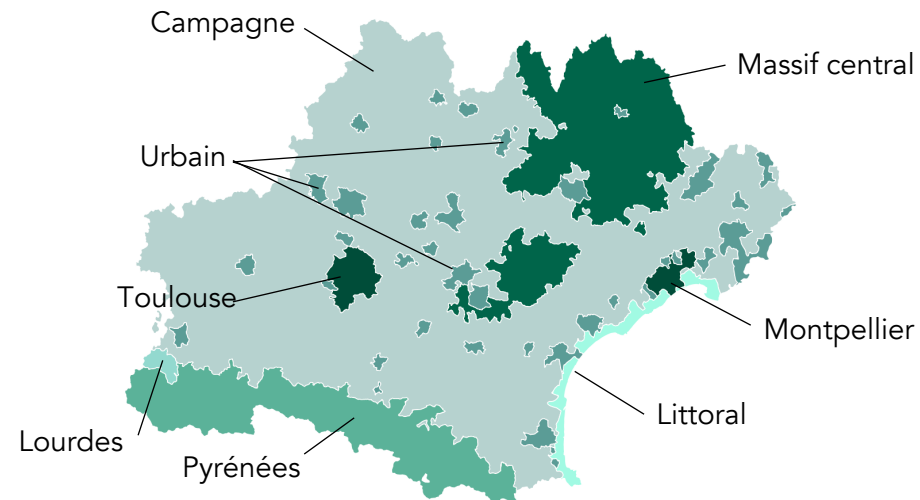 Campagne
Massif central
Urbain
Toulouse
Montpellier
Littoral
Lourdes
Pyrénées